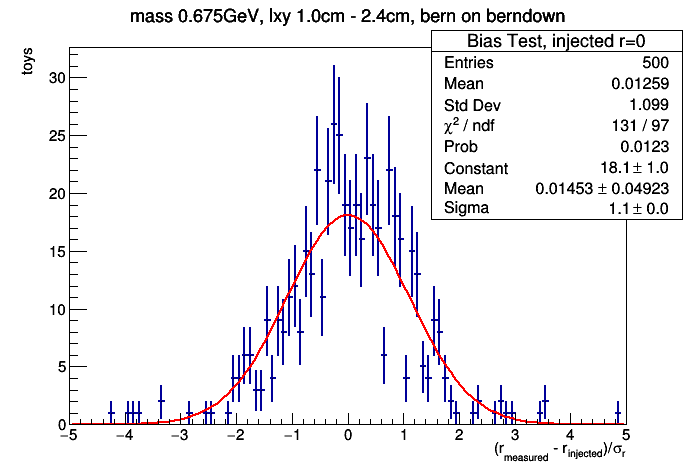 mass 0.675GeV, lxy 1.0cm - 2.4cm, bern on berndown
Bias Test, injected r=0
Entries 500
Mean 0.01259
Std Dev 1.099
χ² / ndf 131 / 97
Prob 0.0123
Constant 18.1 ± 1.0
Mean 0.01453 ± 0.04923
Sigma 1.1 ± 0.0
toys
30
25
20
15
10
5
0
−5 −4 −3 −2 −1 0 1 2 3 4 5
(r_measured - r_injected)/σ_r